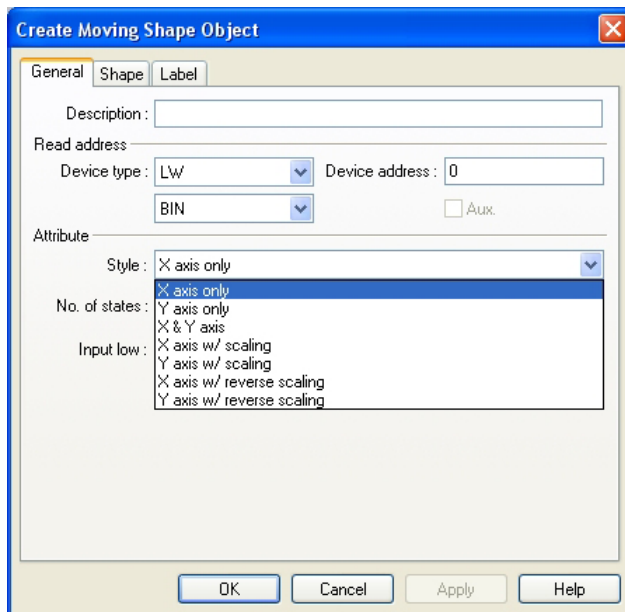 Create Moving Shape Object
General Shape Label
Description :
Read address
Device type : LW Device address : 0
BIN Aux.
Attribute
Style : X axis only
X axis only
No. of states : Y axis only
X & Y axis
Input low : X axis w/ scaling
Y axis w/ scaling
X axis w/ reverse scaling
Y axis w/ reverse scaling
OK Cancel Apply Help